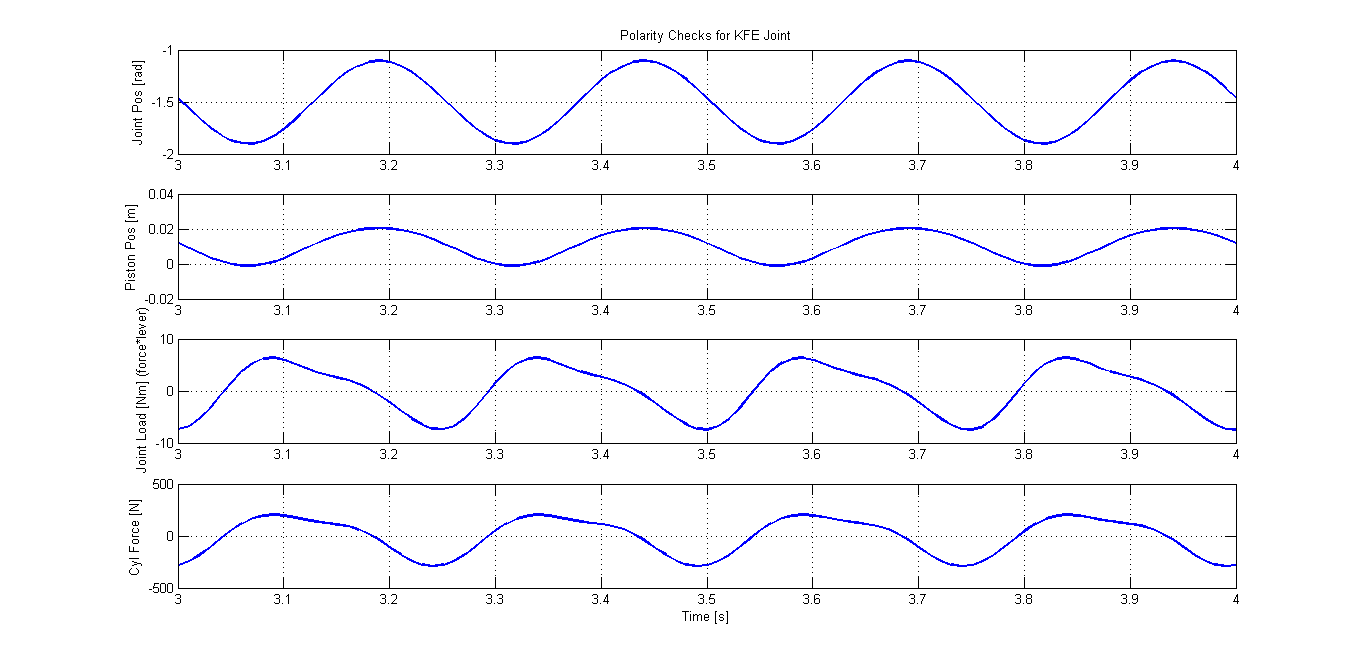 Polarity Checks for KFE Joint
Joint Pos [rad]
-1
-1.5
-2
3 3.1 3.2 3.3 3.4 3.5 3.6 3.7 3.8 3.9 4
Piston Pos [m]
0.04
0.02
0
-0.02
3 3.1 3.2 3.3 3.4 3.5 3.6 3.7 3.8 3.9 4
Joint Load [Nm] (force*lever)
10
0
-10
3 3.1 3.2 3.3 3.4 3.5 3.6 3.7 3.8 3.9 4
Cyl Force [N]
500
0
-500
3 3.1 3.2 3.3 3.4 3.5 3.6 3.7 3.8 3.9 4
Time [s]